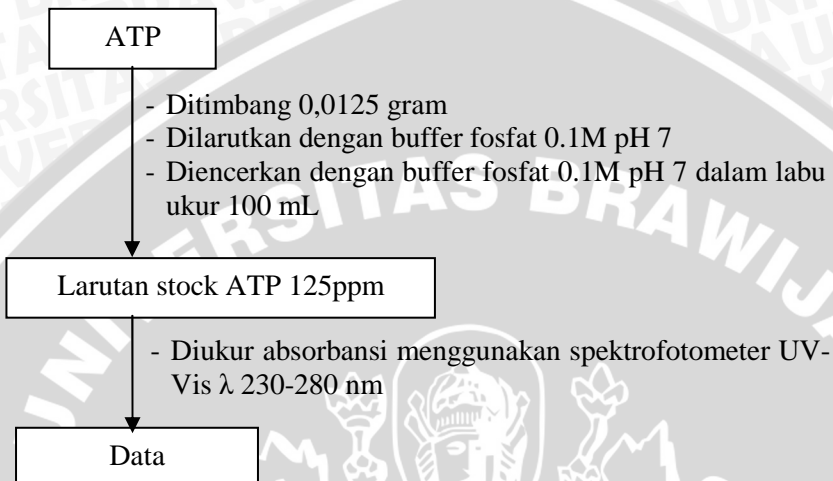 ATP
- Ditimbang 0,0125 gram
- Dilarutkan dengan buffer fosfat 0.1M pH 7
- Diencerkan dengan buffer fosfat 0.1M pH 7 dalam labu
ukur 100 mL
Larutan stock ATP 125ppm
- Diukur absorbansi menggunakan spektrofotometer UV-
Vis λ 230-280 nm
Data